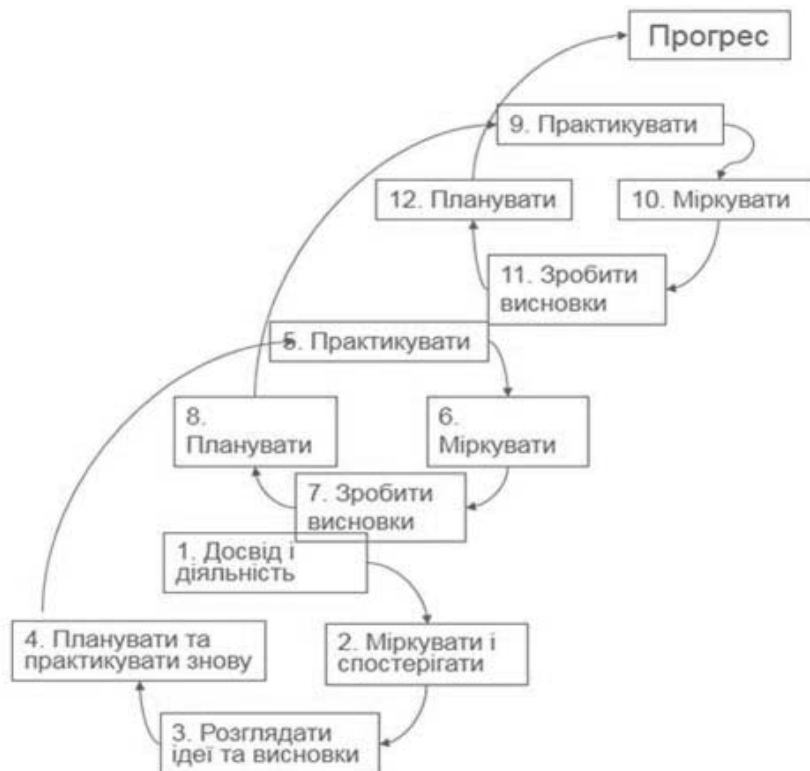 Прогрес
9. Практикувати
12. Планувати
10. Міркувати
11. Зробити
висновки
5. Практикувати
8.
Планувати
6.
Міркувати
7. Зробити
висновки
1. Досвід і
діяльність
4. Планувати та
практикувати знову
2. Міркувати і
спостерігати
3. Розглядати
ідеї та висновки